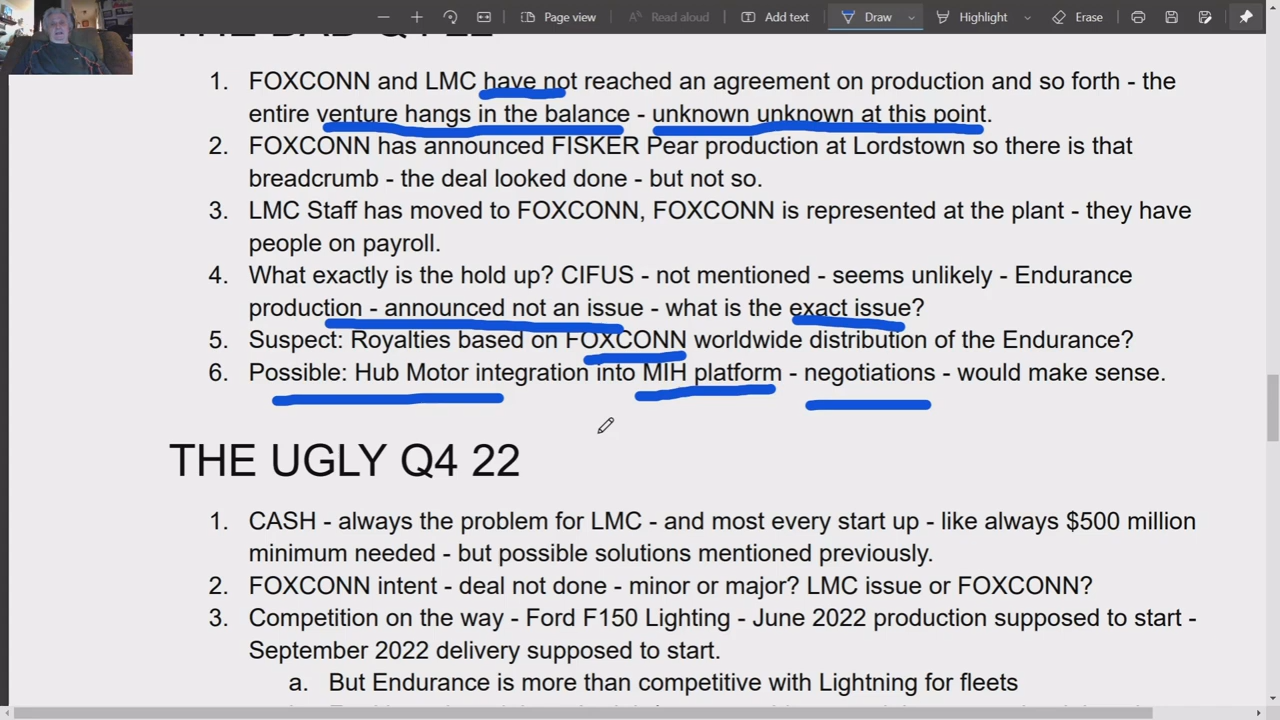 Page view
Read aloud
Add text
Draw
Highlight
Erase
1. FOXCONN and LMC have not reached an agreement on production and so forth - the
entire venture hangs in the balance - unknown unknown at this point.
2. FOXCONN has announced FISKER Pear production at Lordstown so there is that
breadcrumb - the deal looked done - but not so.
3. LMC Staff has moved to FOXCONN, FOXCONN is represented at the plant - they have
people on payroll.
4. What exactly is the hold up? CIFUS - not mentioned - seems unlikely - Endurance
production - announced not an issue - what is the exact issue?
5. Suspect: Royalties based on FOXCONN worldwide distribution of the Endurance?
6. Possible: Hub Motor integration into MIH platform - negotiations - would make sense.
THE UGLY Q4 22
1. CASH - always the problem for LMC - and most every start up - like always $500 million
minimum needed - but possible solutions mentioned previously.
2. FOXCONN intent - deal not done - minor or major? LMC issue or FOXCONN?
3. Competition on the way - Ford F150 Lighting - June 2022 production supposed to start -
September 2022 delivery supposed to start.
a. But Endurance is more than competitive with Lightning for fleets